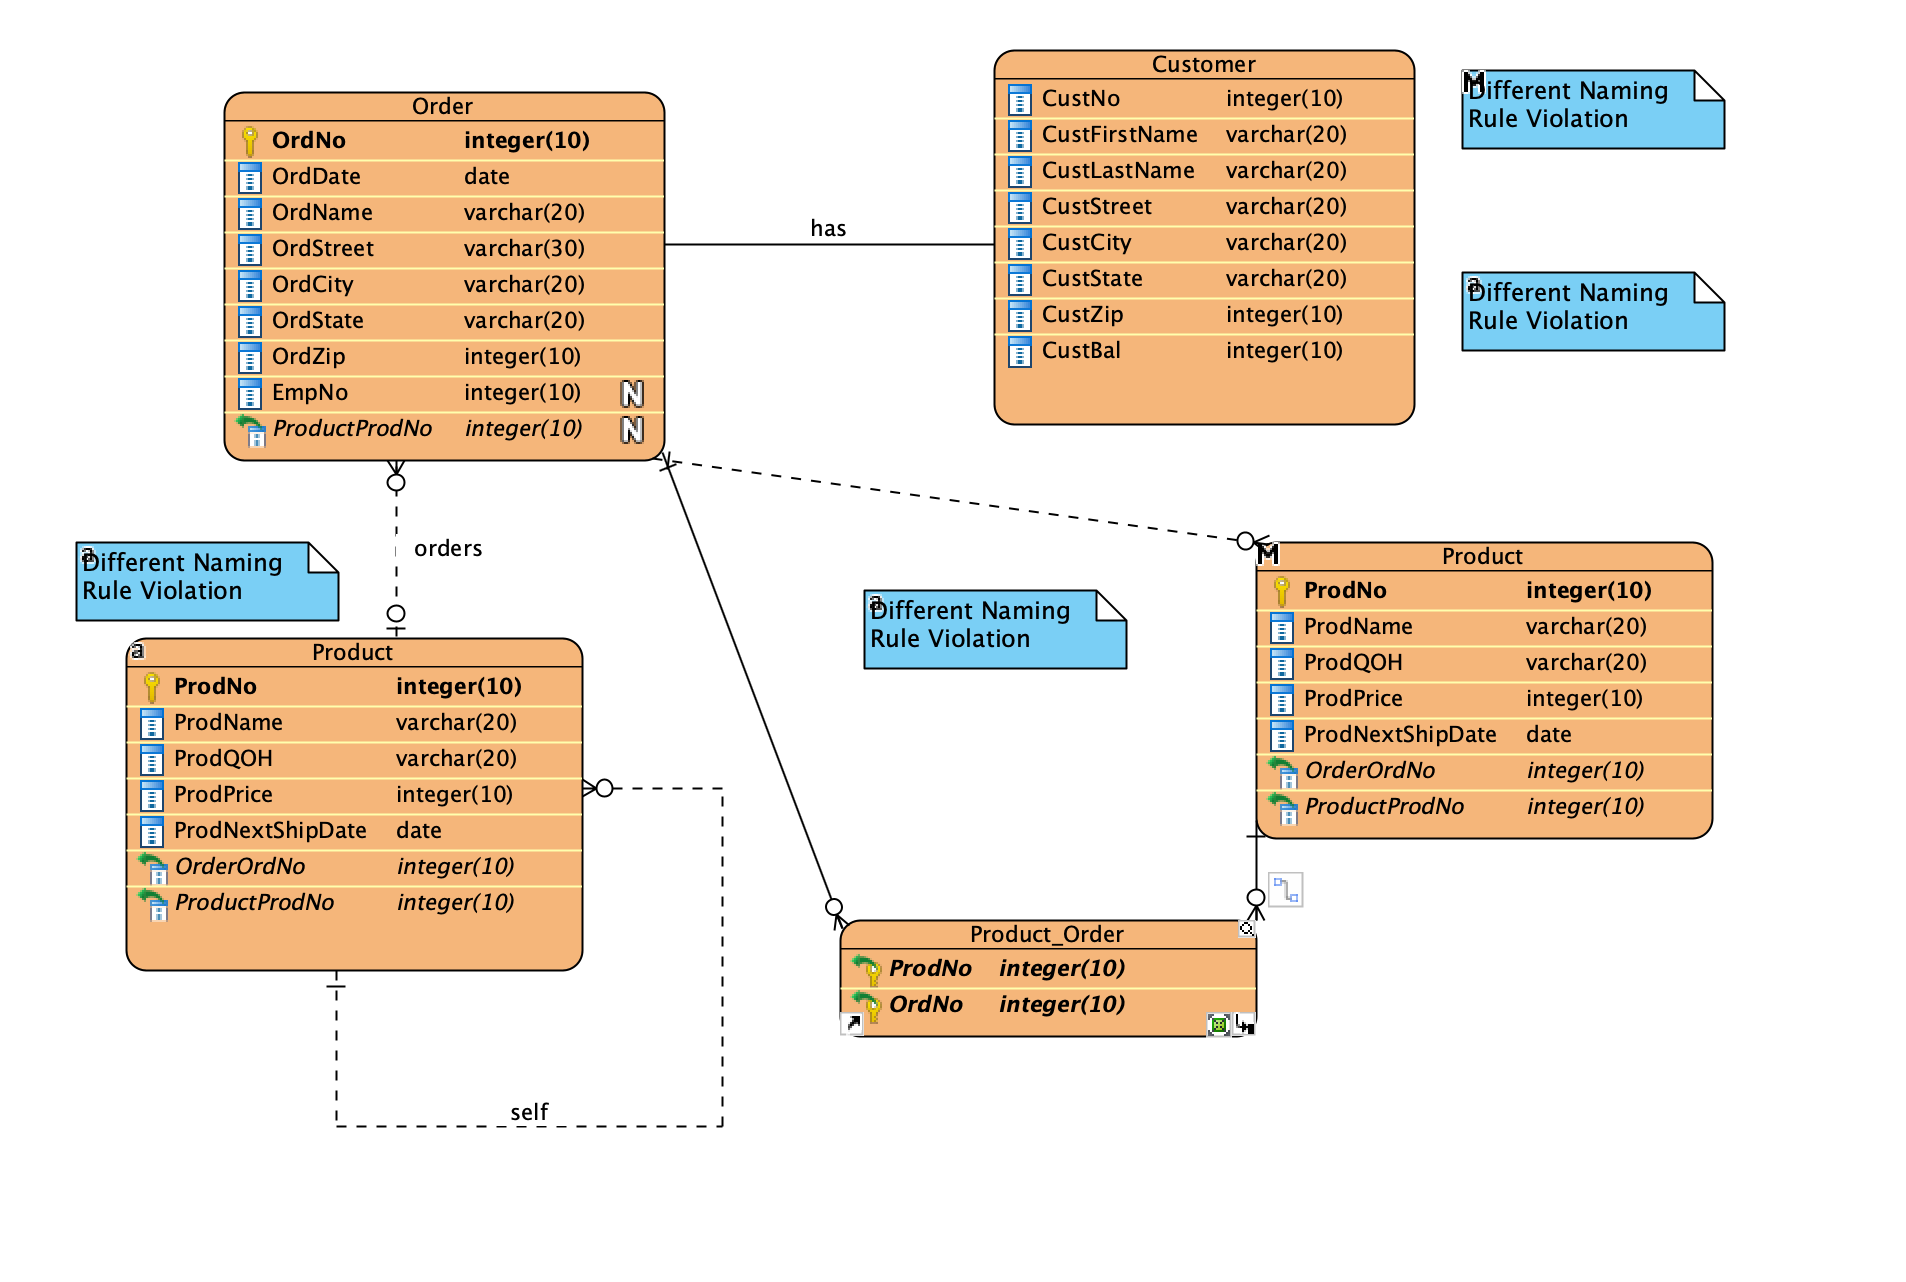 Order
OrdNo integer(10)
OrdDate date
OrdName varchar(20)
OrdStreet varchar(30)
OrdCity varchar(20)
OrdState varchar(20)
OrdZip integer(10)
EmpNo integer(10) N
ProductProdNo integer(10) N
has
Customer
CustNo integer(10)
CustFirstName varchar(20)
CustLastName varchar(20)
CustStreet varchar(20)
CustCity varchar(20)
CustState varchar(20)
CustZip integer(10)
CustBal integer(10)
M
Different Naming
Rule Violation
a
Different Naming
Rule Violation
orders
a
Different Naming
Rule Violation
a
Different Naming
Rule Violation
a
Product
ProdNo integer(10)
ProdName varchar(20)
ProdQOH varchar(20)
ProdPrice integer(10)
ProdNextShipDate date
OrderOrdNo integer(10)
ProductProdNo integer(10)
self
M
Product
ProdNo integer(10)
ProdName varchar(20)
ProdQOH varchar(20)
ProdPrice integer(10)
ProdNextShipDate date
OrderOrdNo integer(10)
ProductProdNo integer(10)
Product_Order
ProdNo integer(10)
OrdNo integer(10)